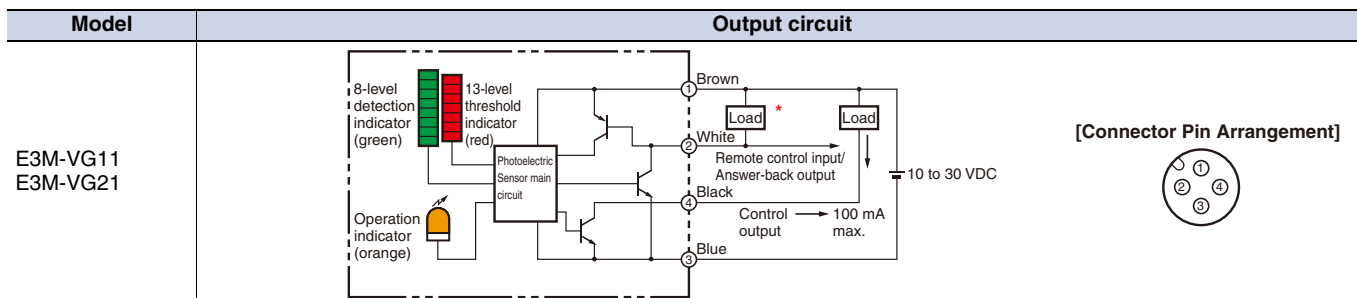 Model
Output circuit
E3M-VG11
E3M-VG21
8-level
detection
indicator
(green)
13-level
threshold
indicator
(red)
Photoelectric
Sensor main
circuit
Operation
indicator
(orange)
1
Brown
Load
*
Load
2
White
Remote control input/
Answer-back output
10 to 30 VDC
4
Black
Control
output
100 mA
max.
3
Blue
[Connector Pin Arrangement]
1
2
4
3